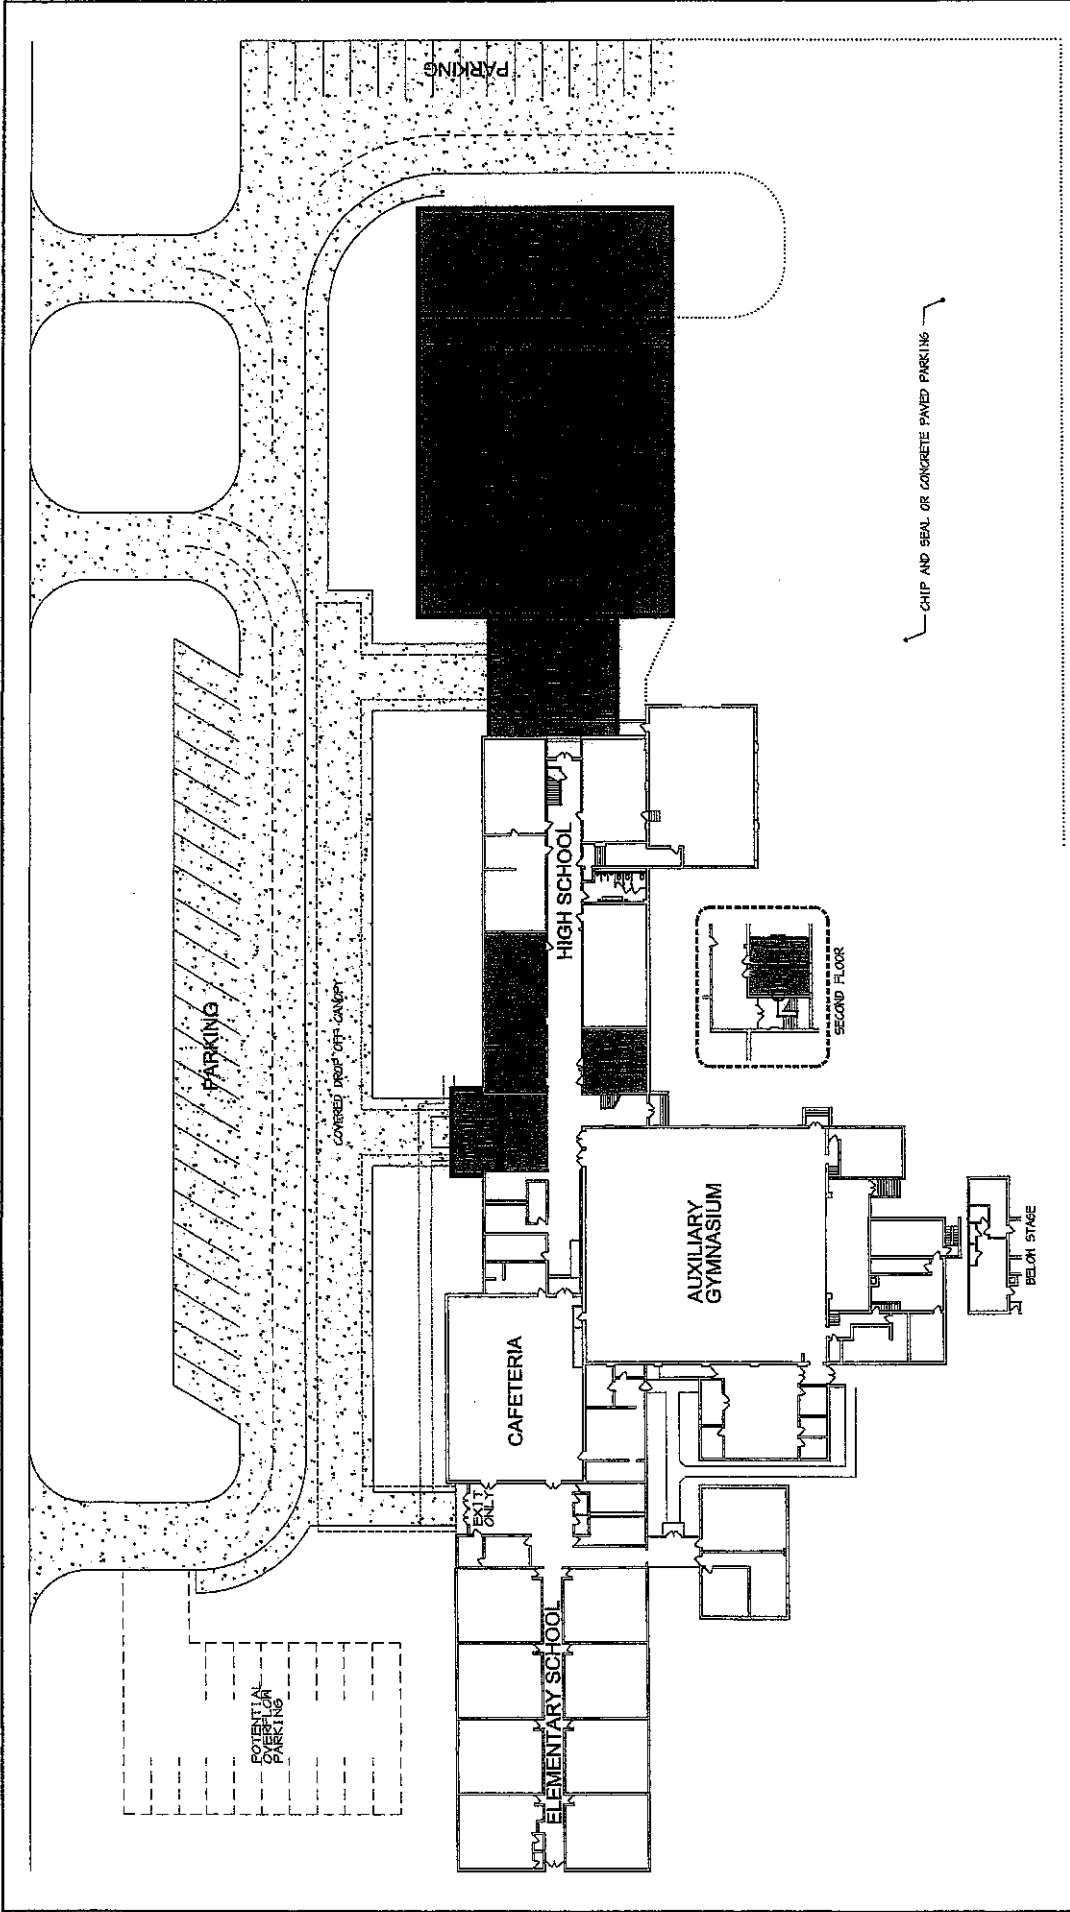 PARKING
PARKING
COVERED DROP OFF CANOPY
CHIP AND SEAL OR CONCRETE PAVED PARKING
HIGH SCHOOL
SECOND FLOOR
AUXILIARY
GYMNASIUM
BELOW STAGE
CAFETERIA
EXIT
ONLY
ELEMENTARY SCHOOL
POTENTIAL
OVERFLOW
PARKING